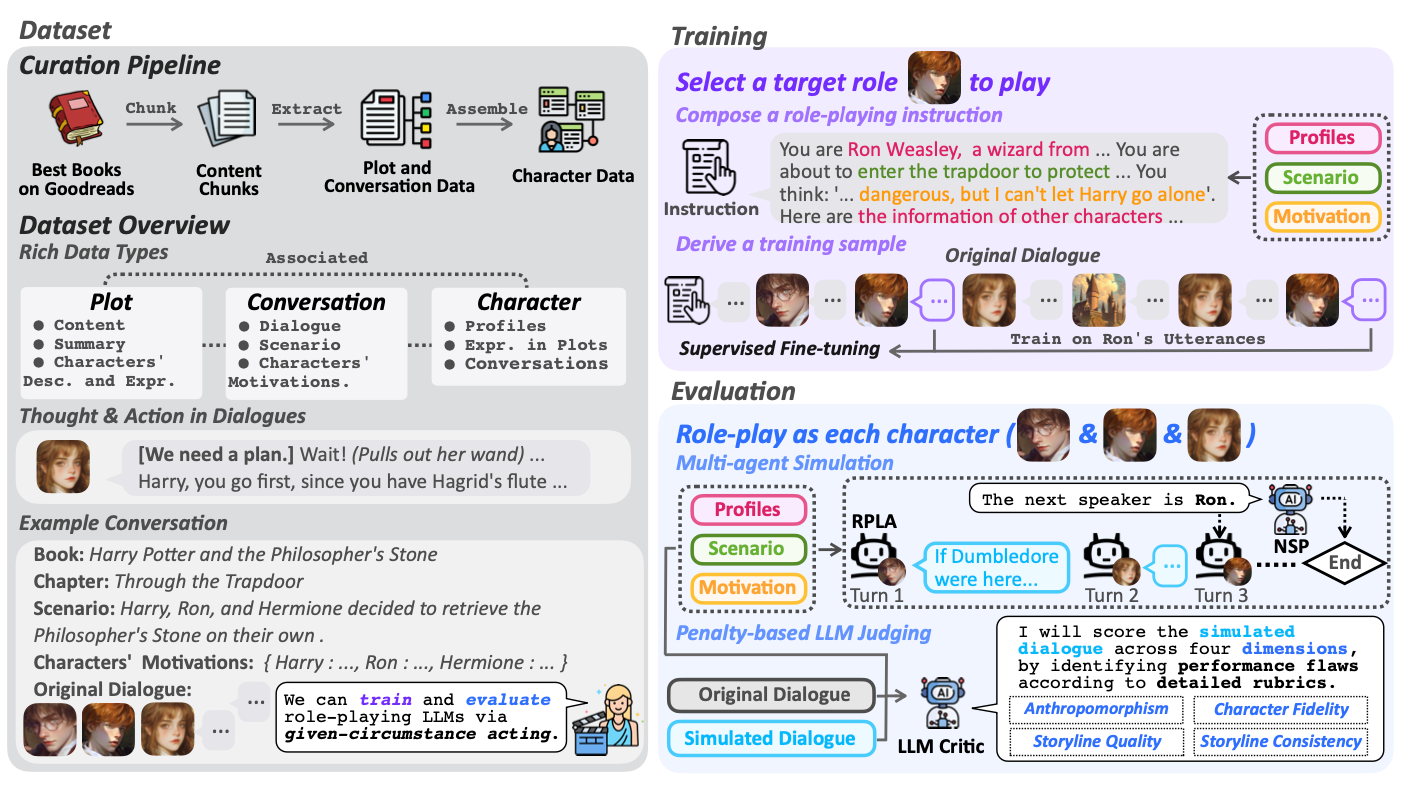 Dataset
Curation Pipeline
Chunk
Extract
Assemble
Best Books
on Goodreads
Content
Chunks
Plot and
Conversation Data
Character Data
Dataset Overview
Rich Data Types
Associated
Plot
● Content
● Summary
● Characters'
Desc. and Expr.
Conversation
● Dialogue
● Scenario
● Characters'
Motivations.
Character
● Profiles
● Expr. in Plots
● Conversations
Thought & Action in Dialogues
[We need a plan.] Wait! (Pulls out her wand) ...
Harry, you go first, since you have Hagrid's flute ...
Example Conversation
Book: Harry Potter and the Philosopher's Stone
Chapter: Through the Trapdoor
Scenario: Harry, Ron, and Hermione decided to retrieve the
Philosopher's Stone on their own .
Characters' Motivations: { Harry : ..., Ron : ..., Hermione : ... }
Original Dialogue:
...
...
We can train and evaluate
role-playing LLMs via
given-circumstance acting.
Training
Select a target role to play
Compose a role-playing instruction
Instruction
You are Ron Weasley, a wizard from ... You are
about to enter the trapdoor to protect ... You
think: '... dangerous, but I can't let Harry go alone'.
Here are the information of other characters ...
Profiles
Scenario
Motivation
Derive a training sample
Original Dialogue
... ... ... ... ... ... ...
Train on Ron's Utterances
Supervised Fine-tuning
Evaluation
Role-play as each character ( & & )
Multi-agent Simulation
Profiles
Scenario
Motivation
The next speaker is Ron.
AI
NSP
RPLA
If Dumbledore
were here...
...
End
Turn 1
Turn 2
Turn 3
Penalty-based LLM Judging
Original Dialogue
Simulated Dialogue
AI
LLM Critic
I will score the simulated
dialogue across four dimensions,
by identifying performance flaws
according to detailed rubrics.
Anthropomorphism
Character Fidelity
Storyline Quality
Storyline Consistency